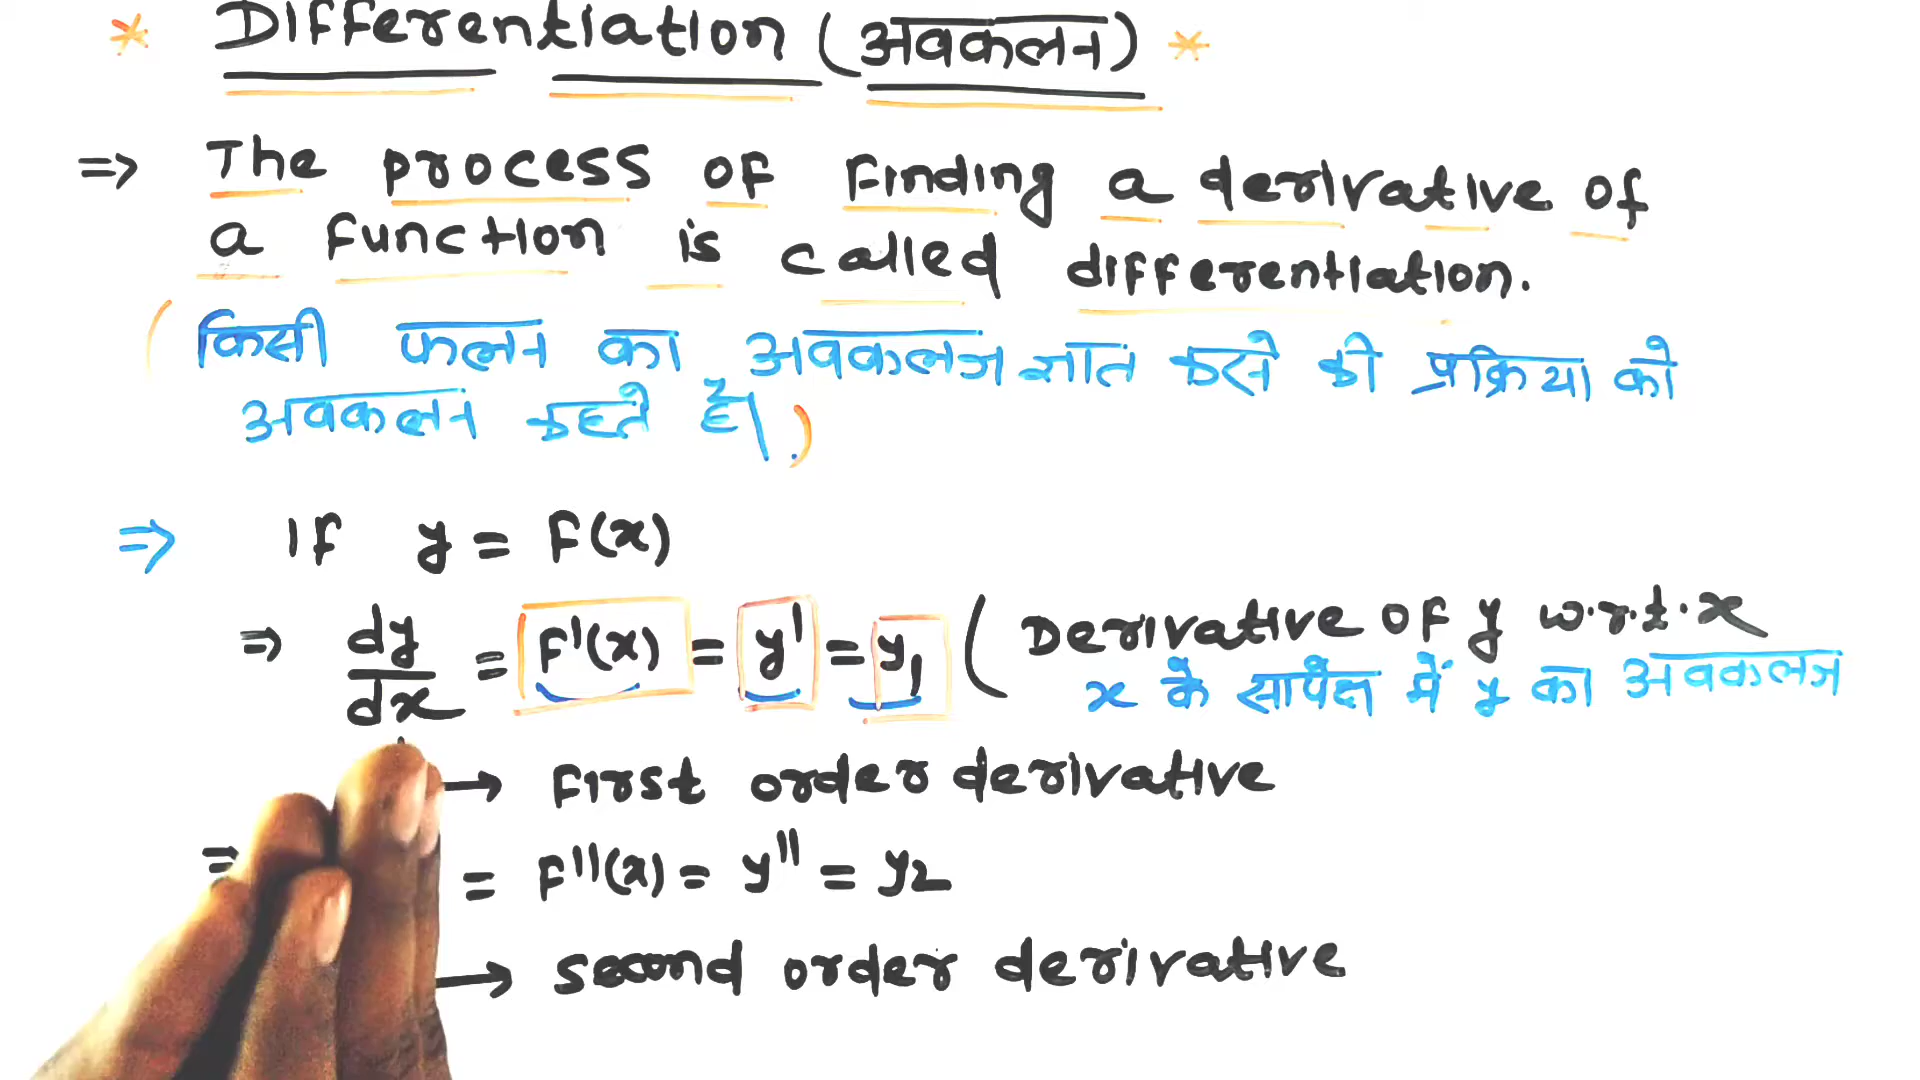 * Differentiation (अवकलन) *
⇒ The process of finding a derivative of
a function is called differentiation.
(किसी फलन का अवकलज ज्ञात करने की प्रक्रिया को
अवकलन कहते है।)
⇒ If y = F(x)
⇒ dy/dx = F'(x) = y' = y₁ (Derivative of y w.r.t. x
x के सापेक्ष में y का अवकलज
→ First order derivative
= = F''(x) = y'' = y₂
→ second order derivative